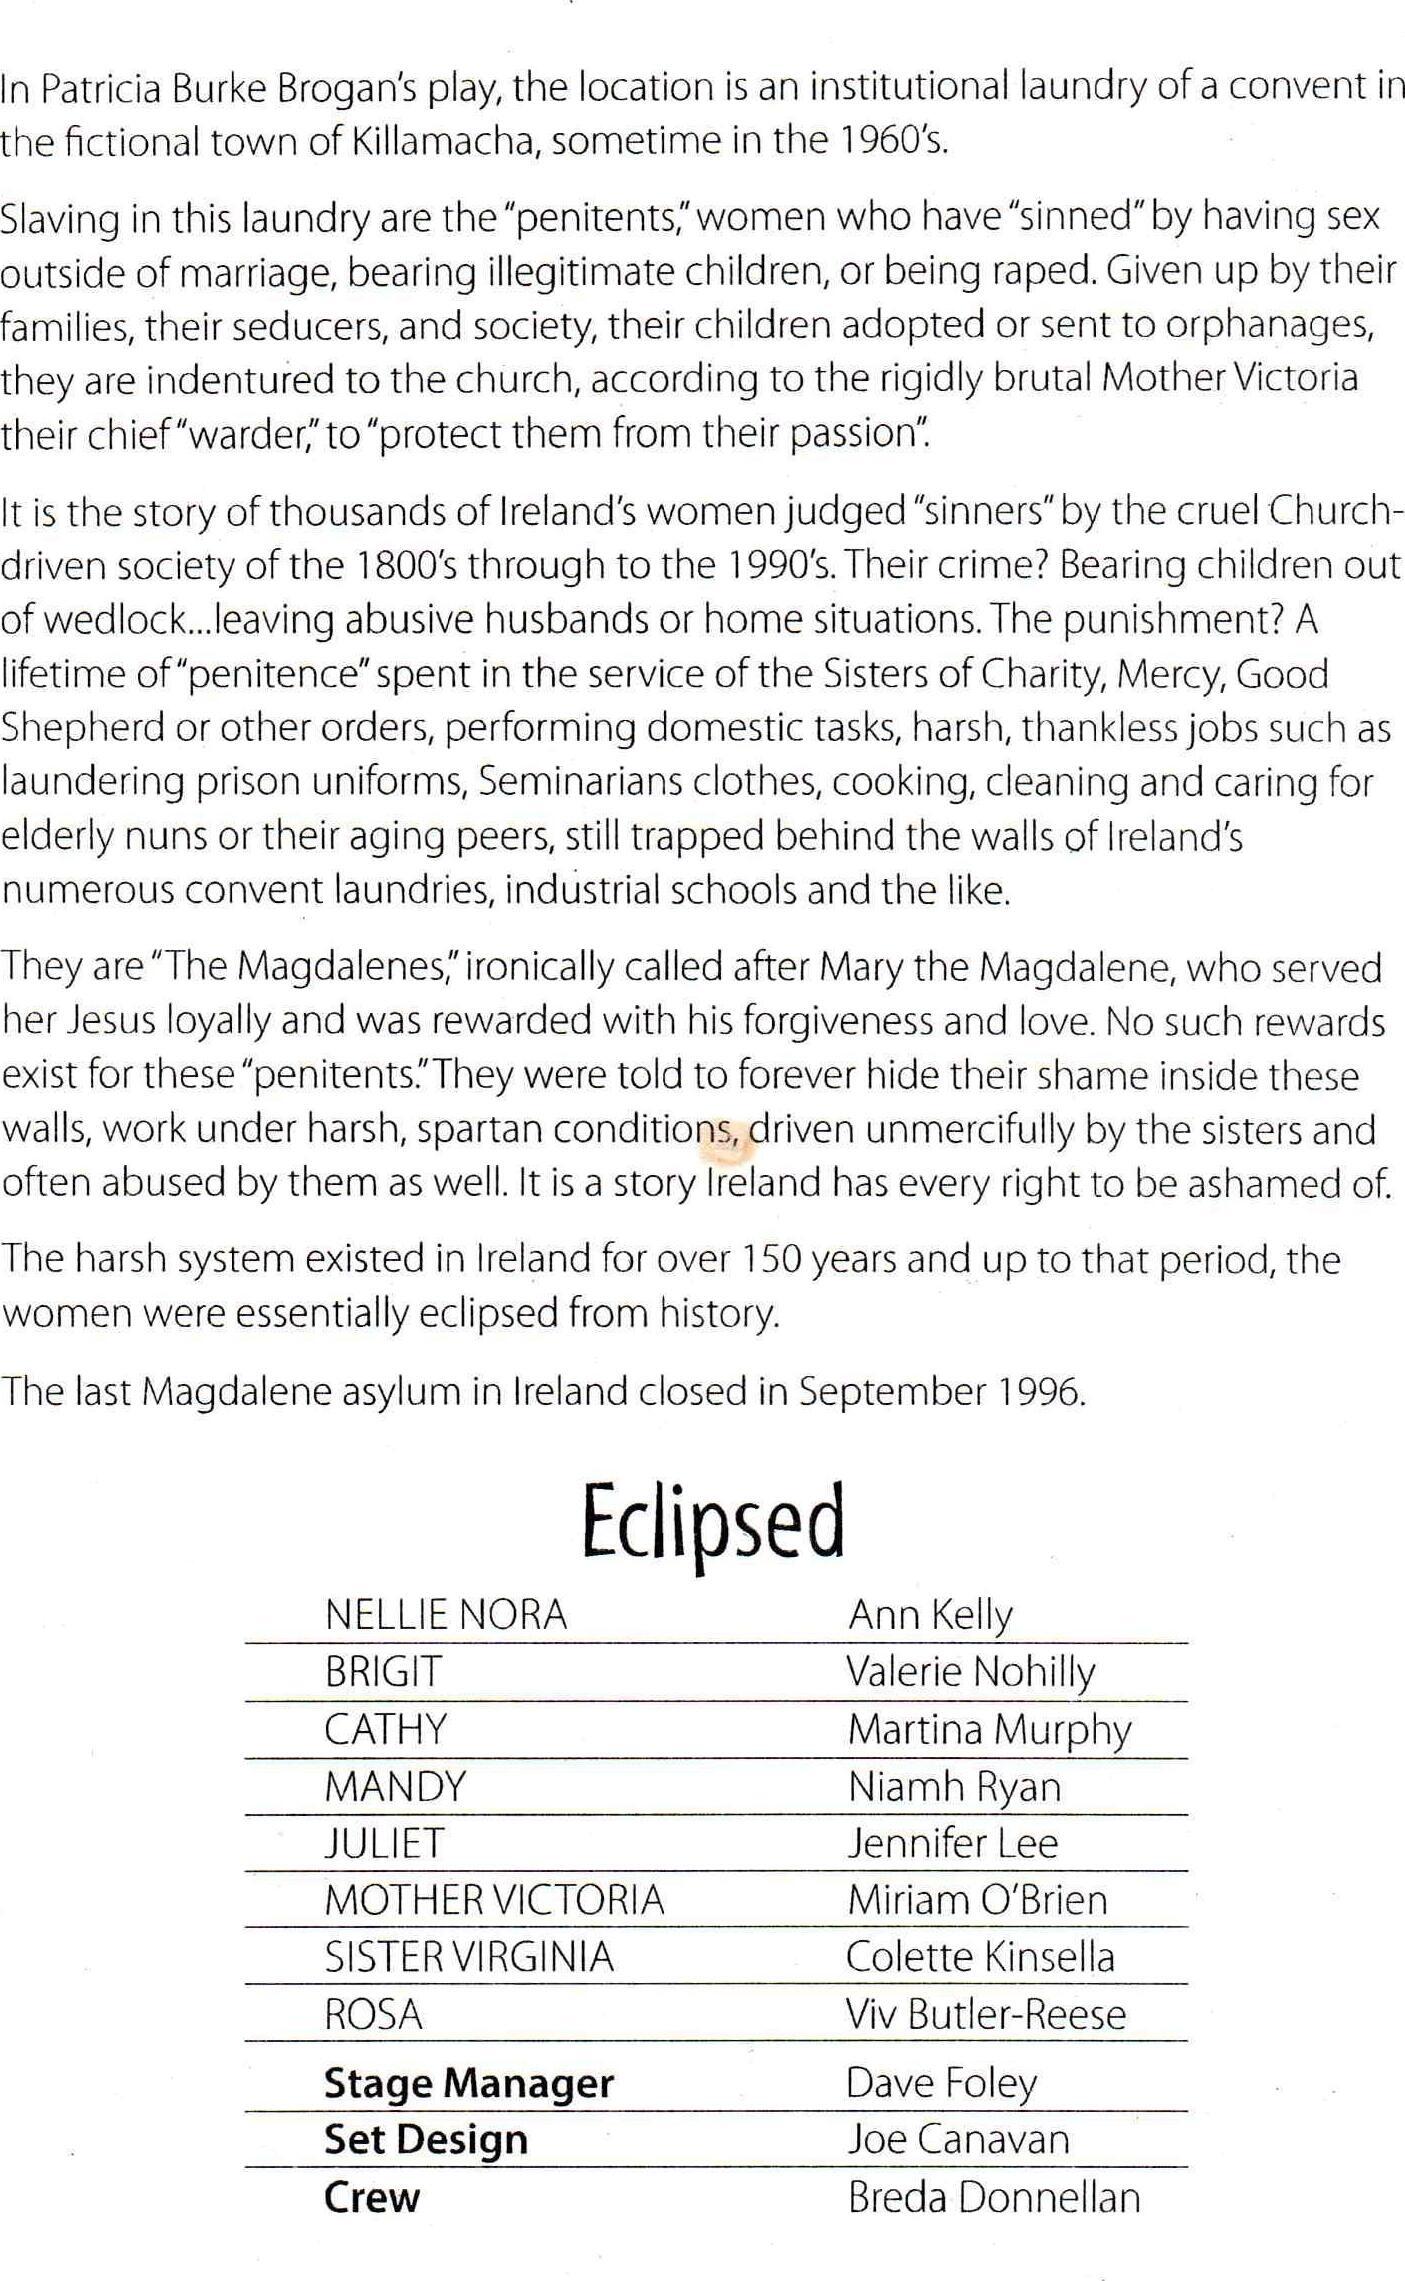 In Patricia Burke Brogan's play, the location is an institutional laundry of a convent in
the fictional town of Killamacha, sometime in the 1960's.
Slaving in this laundry are the "penitents," women who have "sinned" by having sex
outside of marriage, bearing illegitimate children, or being raped. Given up by their
families, their seducers, and society, their children adopted or sent to orphanages,
they are indentured to the church, according to the rigidly brutal Mother Victoria
their chief "warder," to "protect them from their passion".
It is the story of thousands of Ireland's women judged "sinners" by the cruel Church-
driven society of the 1800's through to the 1990's. Their crime? Bearing children out
of wedlock...leaving abusive husbands or home situations. The punishment? A
lifetime of "penitence" spent in the service of the Sisters of Charity, Mercy, Good
Shepherd or other orders, performing domestic tasks, harsh, thankless jobs such as
laundering prison uniforms, Seminarians clothes, cooking, cleaning and caring for
elderly nuns or their aging peers, still trapped behind the walls of Ireland's
numerous convent laundries, industrial schools and the like.
They are "The Magdalenes," ironically called after Mary the Magdalene, who served
her Jesus loyally and was rewarded with his forgiveness and love. No such rewards
exist for these "penitents." They were told to forever hide their shame inside these
walls, work under harsh, spartan conditions, driven unmercifully by the sisters and
often abused by them as well. It is a story Ireland has every right to be ashamed of.
The harsh system existed in Ireland for over 150 years and up to that period, the
women were essentially eclipsed from history.
The last Magdalene asylum in Ireland closed in September 1996.
Eclipsed
NELLIE NORA Ann Kelly
BRIGIT Valerie Nohilly
CATHY Martina Murphy
MANDY Niamh Ryan
JULIET Jennifer Lee
MOTHER VICTORIA Miriam O'Brien
SISTER VIRGINIA Colette Kinsella
ROSA Viv Butler-Reese
Stage Manager Dave Foley
Set Design Joe Canavan
Crew Breda Donnellan